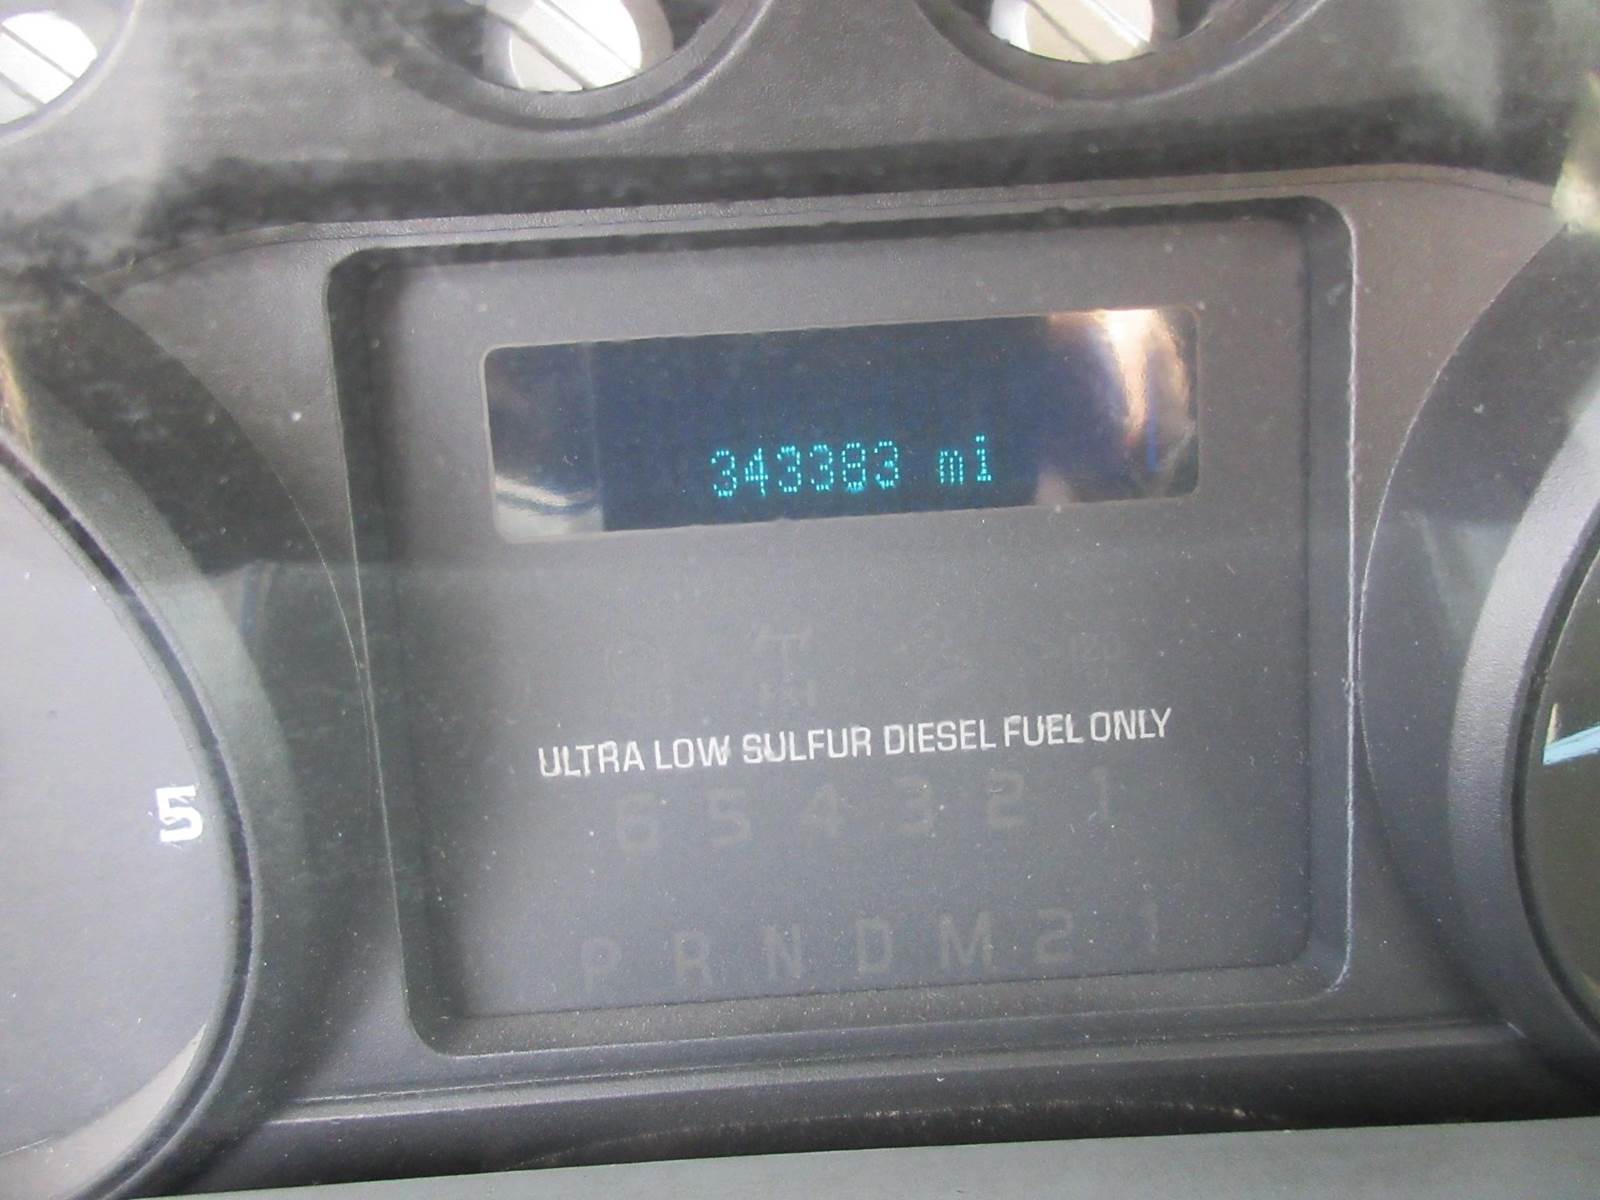 343383 mi
ULTRA LOW SULFUR DIESEL FUEL ONLY
6 5 4 3 2 1
5
P R N D M 2 1